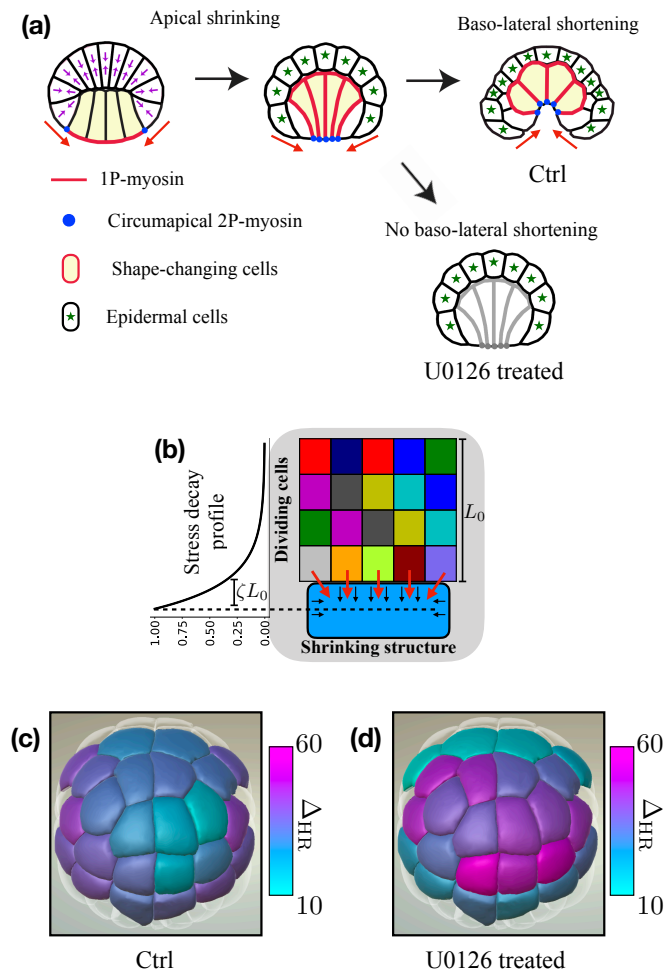 (a)
Apical shrinking
Baso-lateral shortening
Ctrl
1P-myosin
Circumapical 2P-myosin
Shape-changing cells
Epidermal cells
No baso-lateral shortening
U0126 treated
(b)
Stress decay
profile
ζL₀
1.00
0.75
0.50
0.25
0.00
Dividing cells
L₀
Shrinking structure
(c)
60
Δ_HR
10
Ctrl
(d)
60
Δ_HR
10
U0126 treated